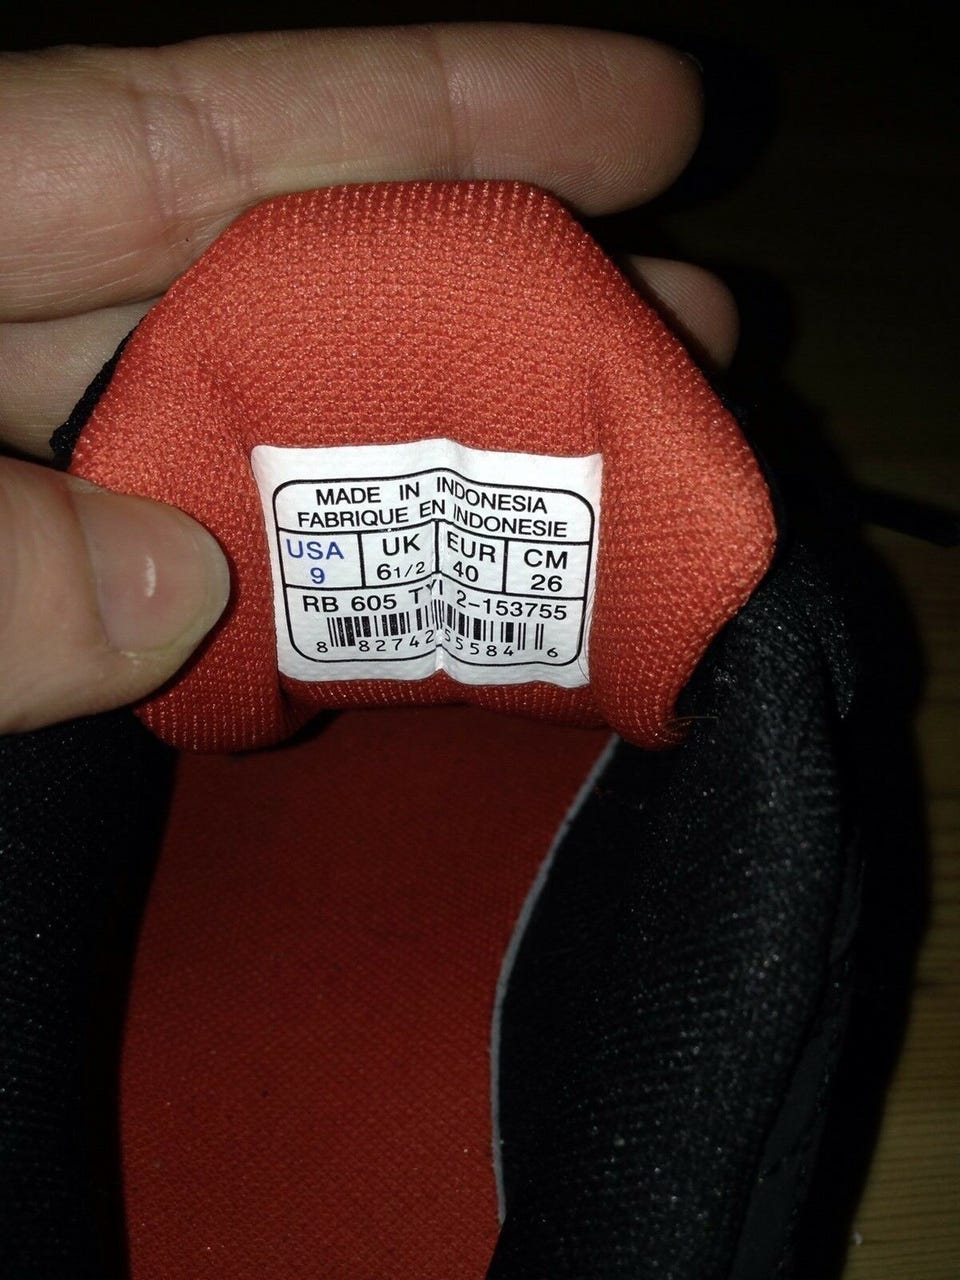 MADE IN INDONESIA
FABRIQUE EN INDONESIE
USA UK EUR CM
9 6 1/2 40 26
RB 605 TYI 2-153755
8 82742 55584 6